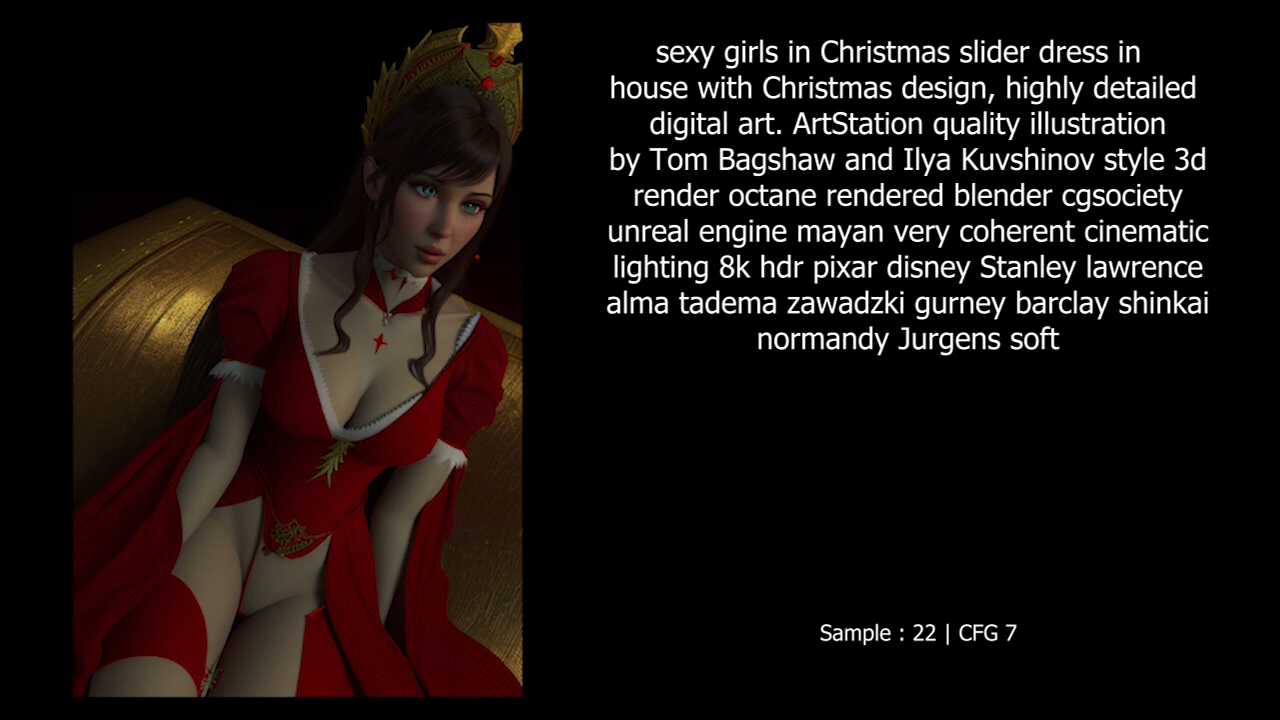 sexy girls in Christmas slider dress in
house with Christmas design, highly detailed
digital art. ArtStation quality illustration
by Tom Bagshaw and Ilya Kuvshinov style 3d
render octane rendered blender cgsociety
unreal engine mayan very coherent cinematic
lighting 8k hdr pixar disney Stanley lawrence
alma tadema zawadzki gurney barclay shinkai
normandy Jurgens soft
Sample : 22 | CFG 7